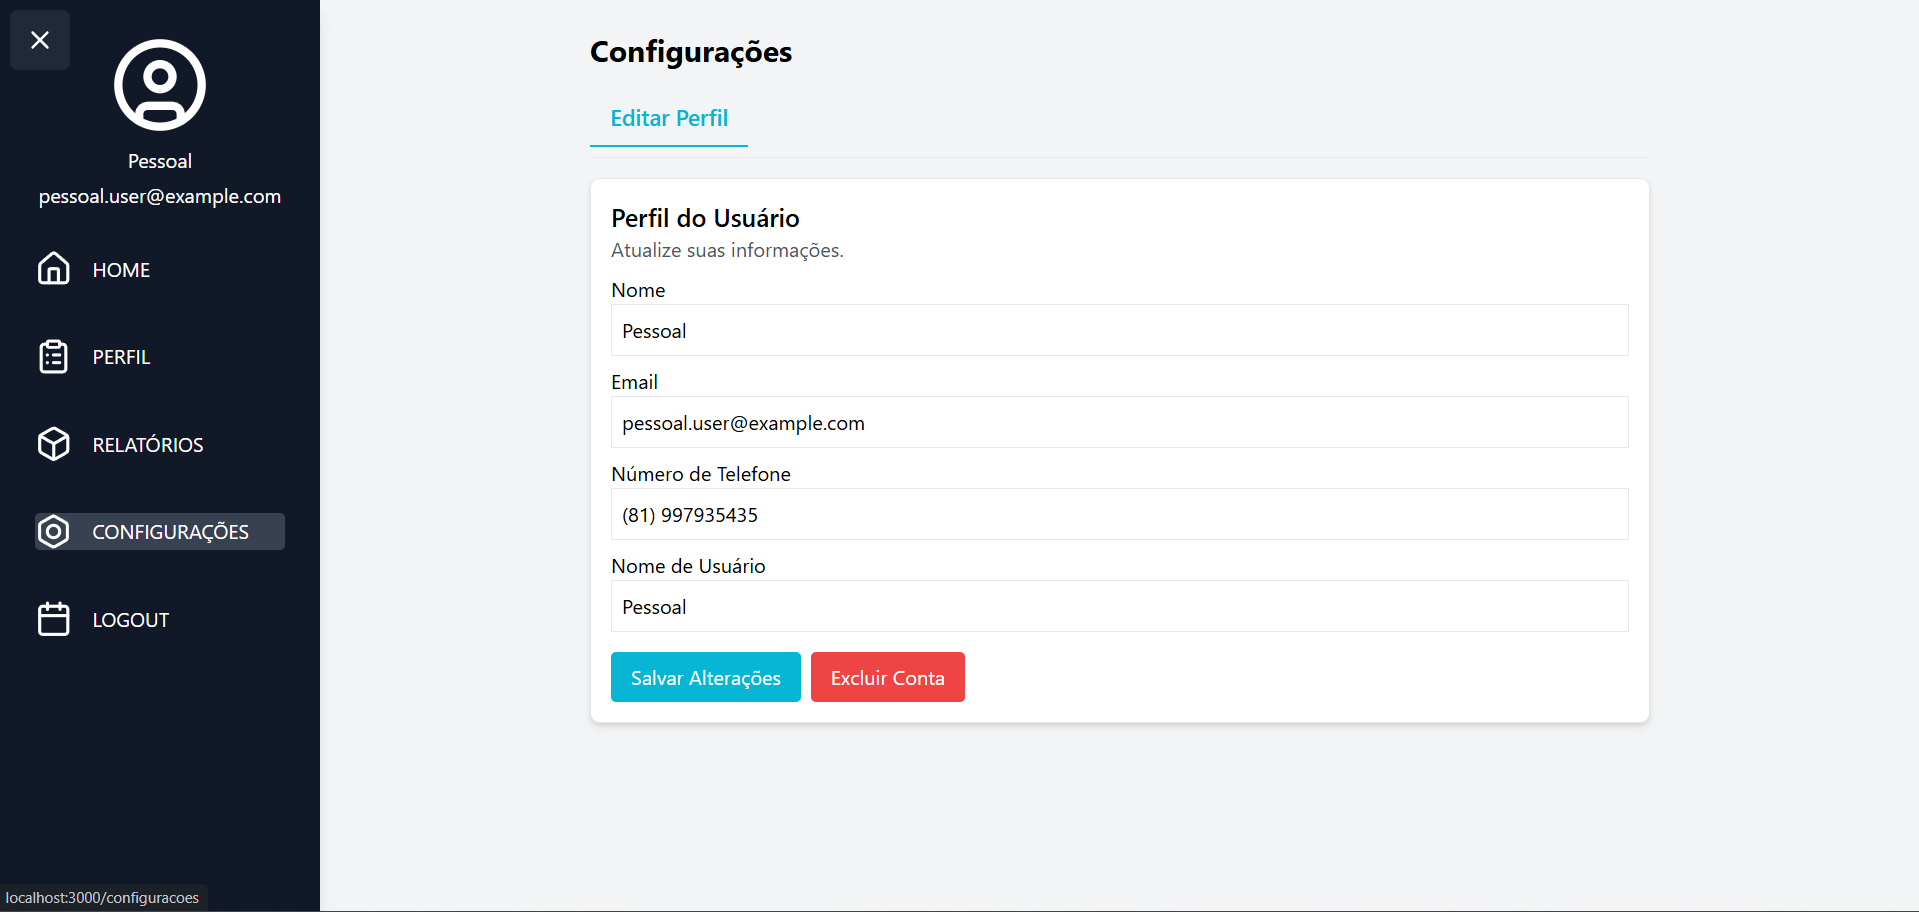 Pessoal
pessoal.user@example.com
HOME
PERFIL
RELATÓRIOS
CONFIGURAÇÕES
LOGOUT
localhost:3000/configuracoes
Configurações
Editar Perfil
Perfil do Usuário
Atualize suas informações.
Nome
Pessoal
Email
pessoal.user@example.com
Número de Telefone
(81) 997935435
Nome de Usuário
Pessoal
Salvar Alterações Excluir Conta